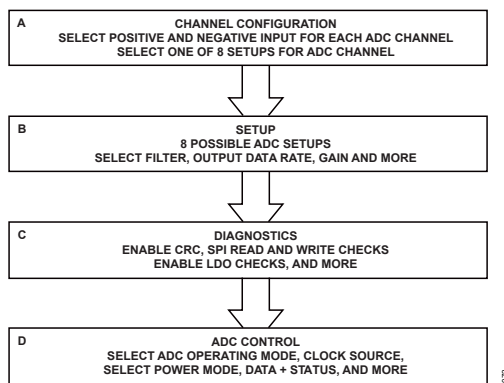 A
CHANNEL CONFIGURATION
SELECT POSITIVE AND NEGATIVE INPUT FOR EACH ADC CHANNEL
SELECT ONE OF 8 SETUPS FOR ADC CHANNEL
B
SETUP
8 POSSIBLE ADC SETUPS
SELECT FILTER, OUTPUT DATA RATE, GAIN AND MORE
C
DIAGNOSTICS
ENABLE CRC, SPI READ AND WRITE CHECKS
ENABLE LDO CHECKS, AND MORE
D
ADC CONTROL
SELECT ADC OPERATING MODE, CLOCK SOURCE,
SELECT POWER MODE, DATA + STATUS, AND MORE